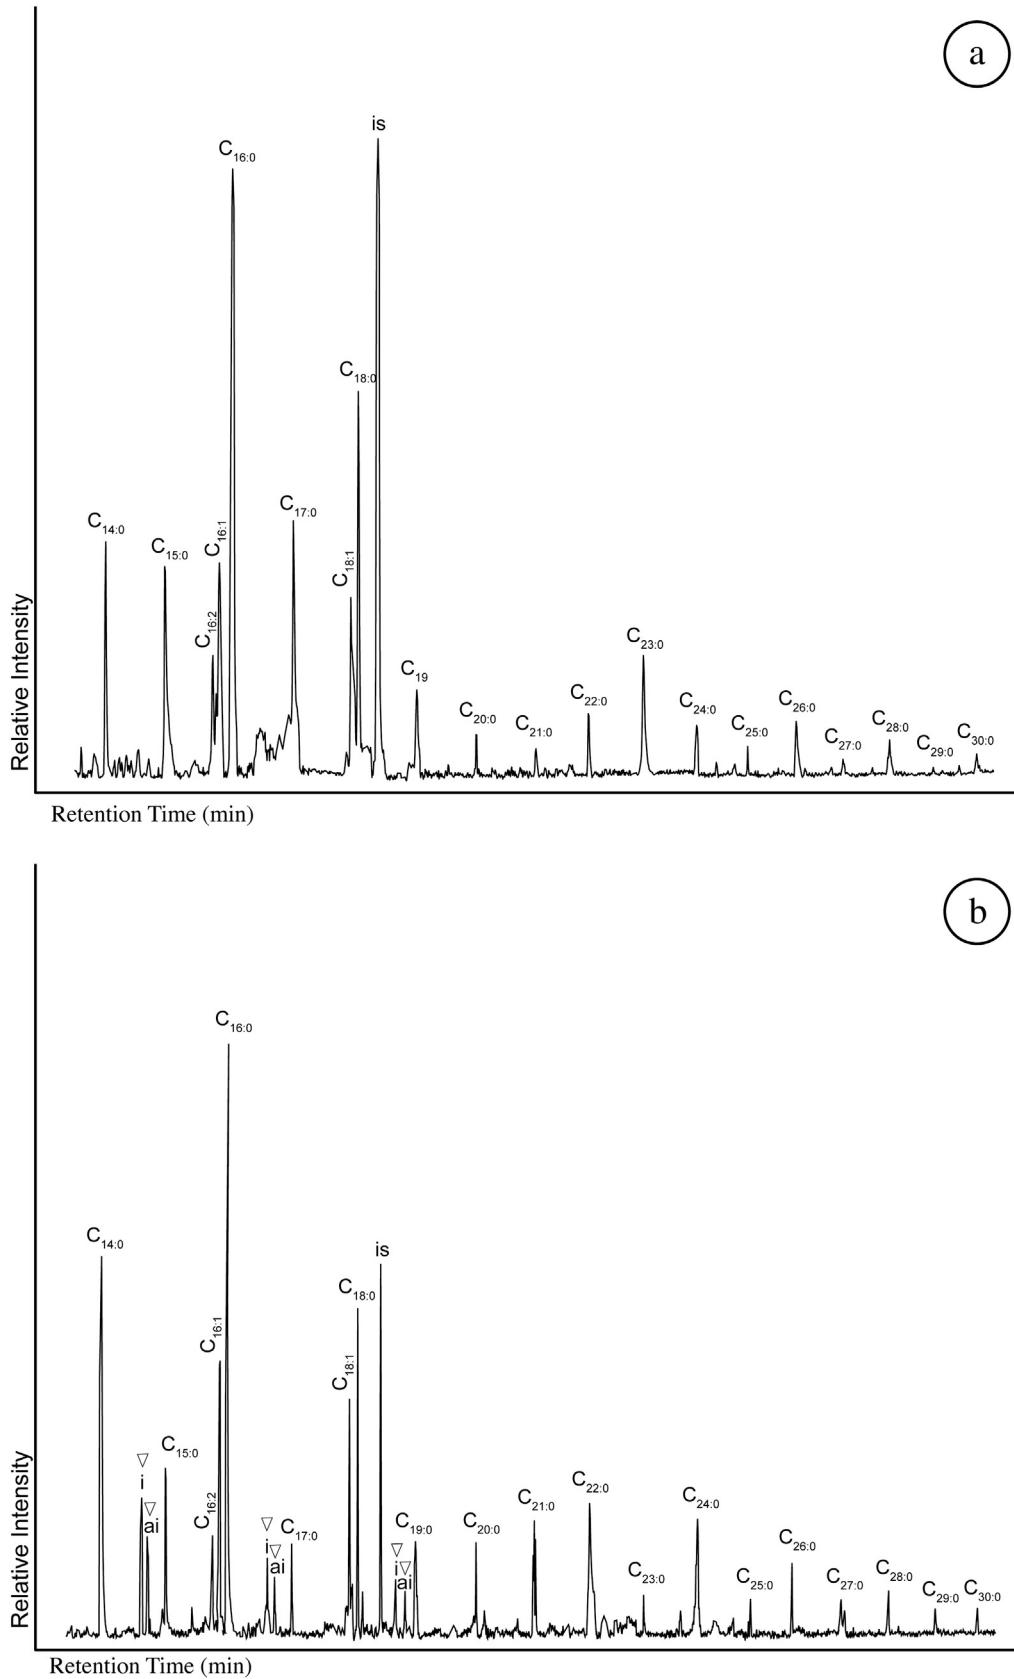 a
is
C16:0
C18:0
C17:0
C14:0
C15:0
C16:1
C18:1
C16:2
C23:0
C19
C22:0
C24:0
C26:0
C20:0
C21:0
C25:0
C28:0
C27:0
C29:0
C30:0
Relative Intensity
Retention Time (min)
b
C16:0
C14:0
is
C18:0
C16:1
C18:1
C15:0
i
ai
C16:2
i
ai
C17:0
i
ai
C19:0
C20:0
C21:0
C22:0
C24:0
C23:0
C26:0
C25:0
C27:0
C28:0
C29:0
C30:0
Relative Intensity
Retention Time (min)